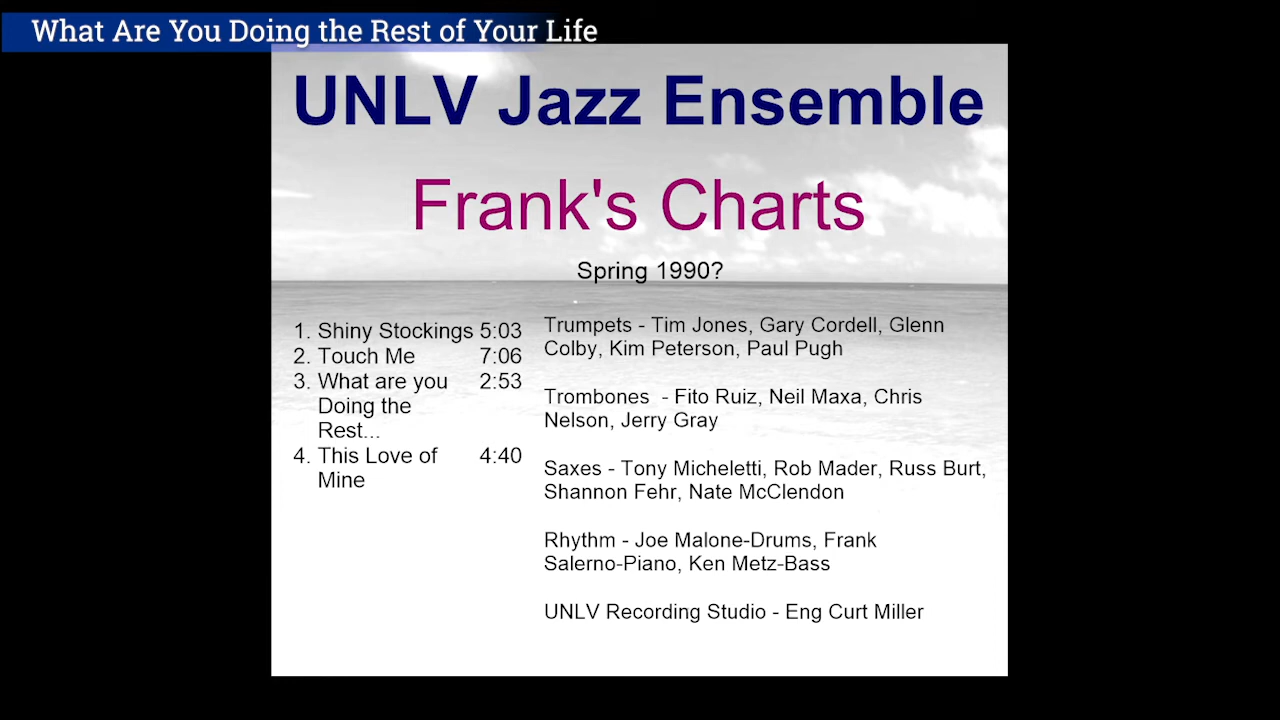 What Are You Doing the Rest of Your Life
UNLV Jazz Ensemble
Frank's Charts
Spring 1990?
1. Shiny Stockings 5:03
2. Touch Me 7:06
3. What are you 2:53
Doing the
Rest...
4. This Love of 4:40
Mine
Trumpets - Tim Jones, Gary Cordell, Glenn
Colby, Kim Peterson, Paul Pugh
Trombones - Fito Ruiz, Neil Maxa, Chris
Nelson, Jerry Gray
Saxes - Tony Micheletti, Rob Mader, Russ Burt,
Shannon Fehr, Nate McClendon
Rhythm - Joe Malone-Drums, Frank
Salerno-Piano, Ken Metz-Bass
UNLV Recording Studio - Eng Curt Miller